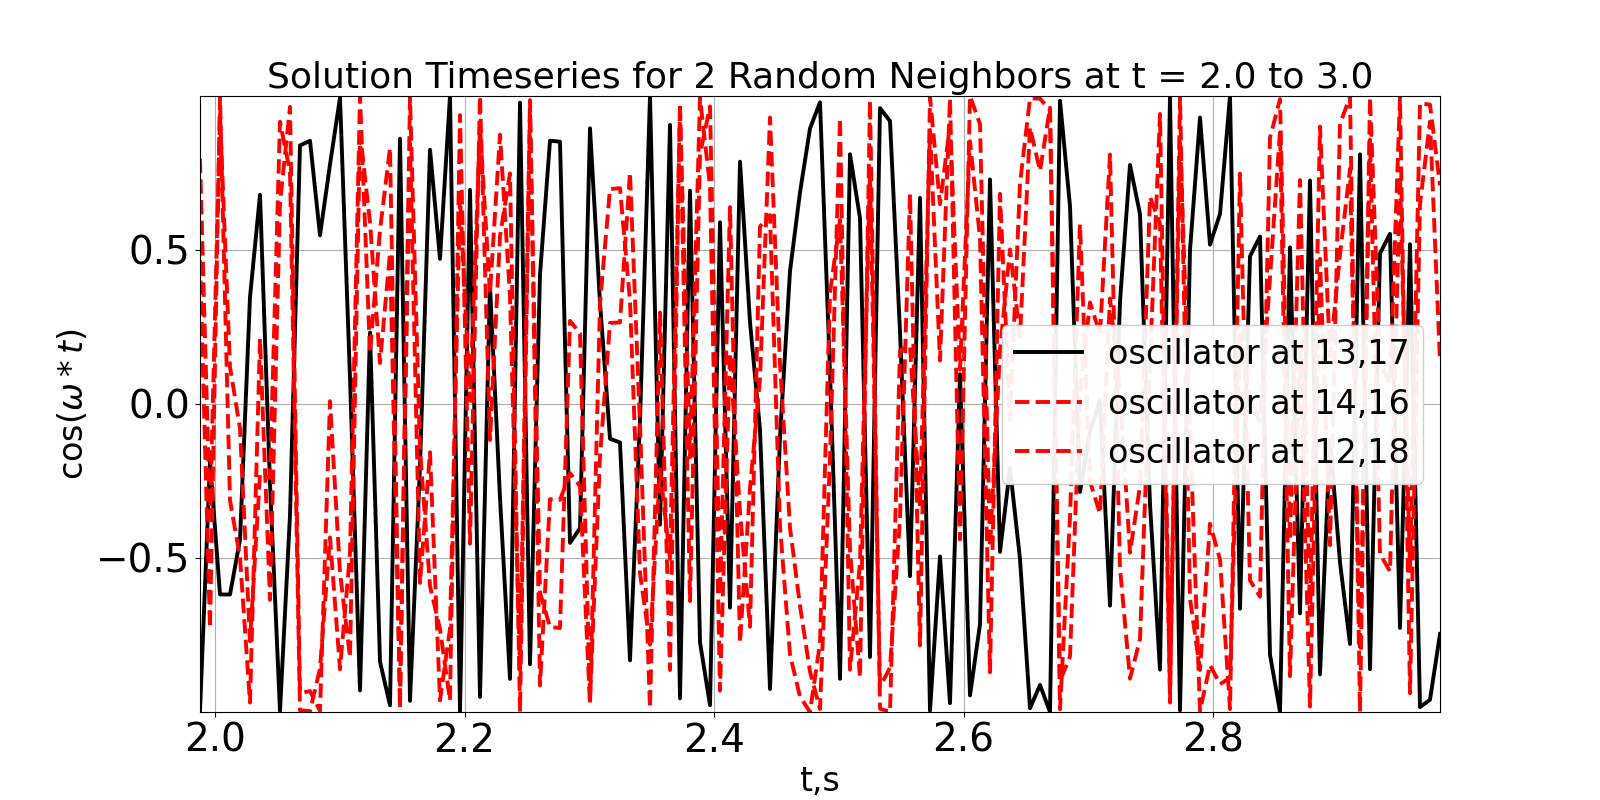 Solution Timeseries for 2 Random Neighbors at t = 2.0 to 3.0
cos(ω * t)
0.5
0.0
−0.5
oscillator at 13,17
oscillator at 14,16
oscillator at 12,18
2.0 2.2 2.4 2.6 2.8
t,s